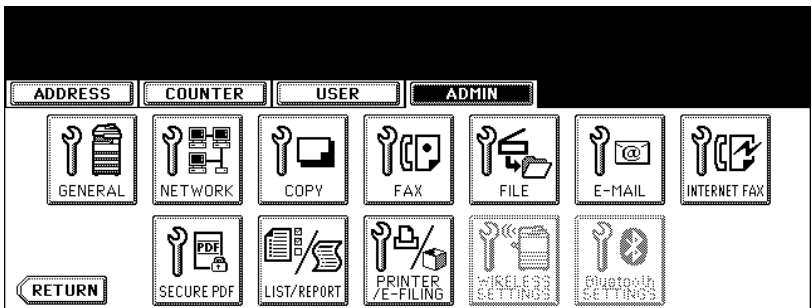 ADDRESS COUNTER USER ADMIN
GENERAL NETWORK COPY FAX FILE E-MAIL INTERNET FAX
@
PDF
SECURE PDF LIST/REPORT PRINTER /E-FILING WIRELESS SETTINGS Bluetooth SETTINGS
RETURN